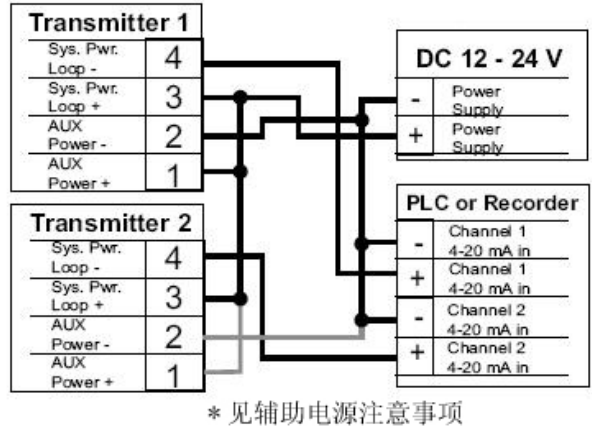 Transmitter 1
Sys. Pwr.
Loop -
4
Sys. Pwr.
Loop +
3
AUX
Power -
2
AUX
Power +
1
Transmitter 2
Sys. Pwr.
Loop -
4
Sys. Pwr.
Loop +
3
AUX
Power -
2
AUX
Power +
1
DC 12 - 24 V
-
Power
Supply
+
Power
Supply
PLC or Recorder
-
Channel 1
4-20 mA in
+
Channel 1
4-20 mA in
-
Channel 2
4-20 mA in
+
Channel 2
4-20 mA in
* 见辅助电源注意事项